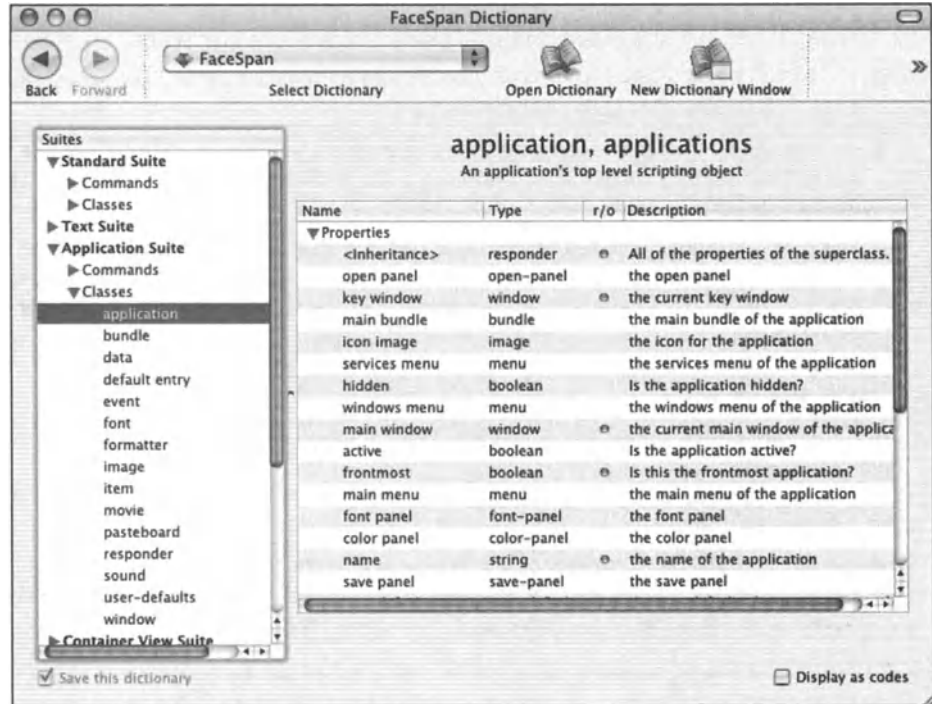 FaceSpan Dictionary
Back
Forward
FaceSpan
Select Dictionary
Open Dictionary
New Dictionary Window
»
Suites
Standard Suite
Commands
Classes
Text Suite
Application Suite
Commands
Classes
application
bundle
data
default entry
event
font
formatter
image
item
movie
pasteboard
responder
sound
user-defaults
window
Container View Suite
Save this dictionary
application, applications
An application's top level scripting object
Name Type r/o Description
Properties
<Inheritance> responder All of the properties of the superclass.
open panel open-panel the open panel
key window window the current key window
main bundle bundle the main bundle of the application
icon image image the icon for the application
services menu menu the services menu of the application
hidden boolean Is the application hidden?
windows menu menu the windows menu of the application
main window window the current main window of the applica
active boolean Is the application active?
frontmost boolean Is this the frontmost application?
main menu menu the main menu of the application
font panel font-panel the font panel
color panel color-panel the color panel
name string the name of the application
save panel save-panel the save panel
Display as codes